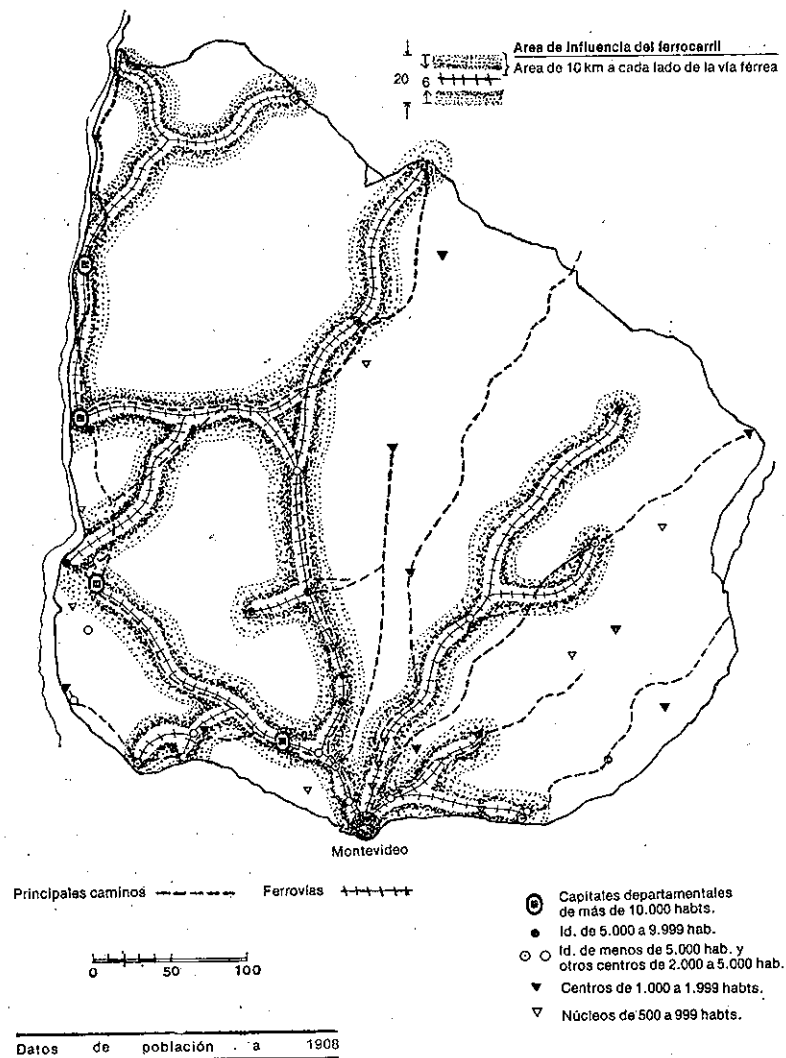 Area de influencia del ferrocarril
20 6 Area de 10 km a cada lado de la vía férrea
Montevideo
Principales caminos
Ferrovías
Capitales departamentales
de más de 10.000 habts.
Id. de 5.000 a 9.999 hab.
Id. de menos de 5.000 hab. y
otros centros de 2.000 a 5.000 hab.
Centros de 1.000 a 1.999 habts.
Núcleos de 500 a 999 habts.
0 50 100
Datos de población a 1908